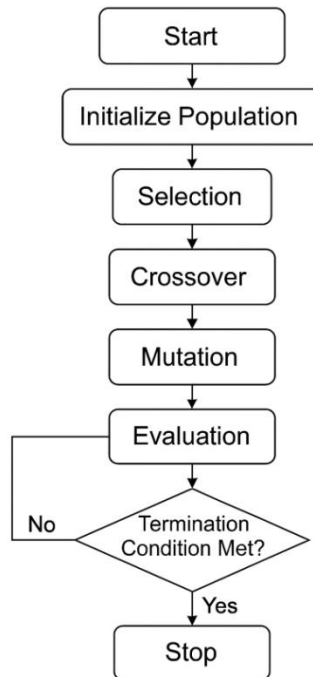 Start
Initialize Population
Selection
Crossover
Mutation
Evaluation
No
Termination
Condition Met?
Yes
Stop